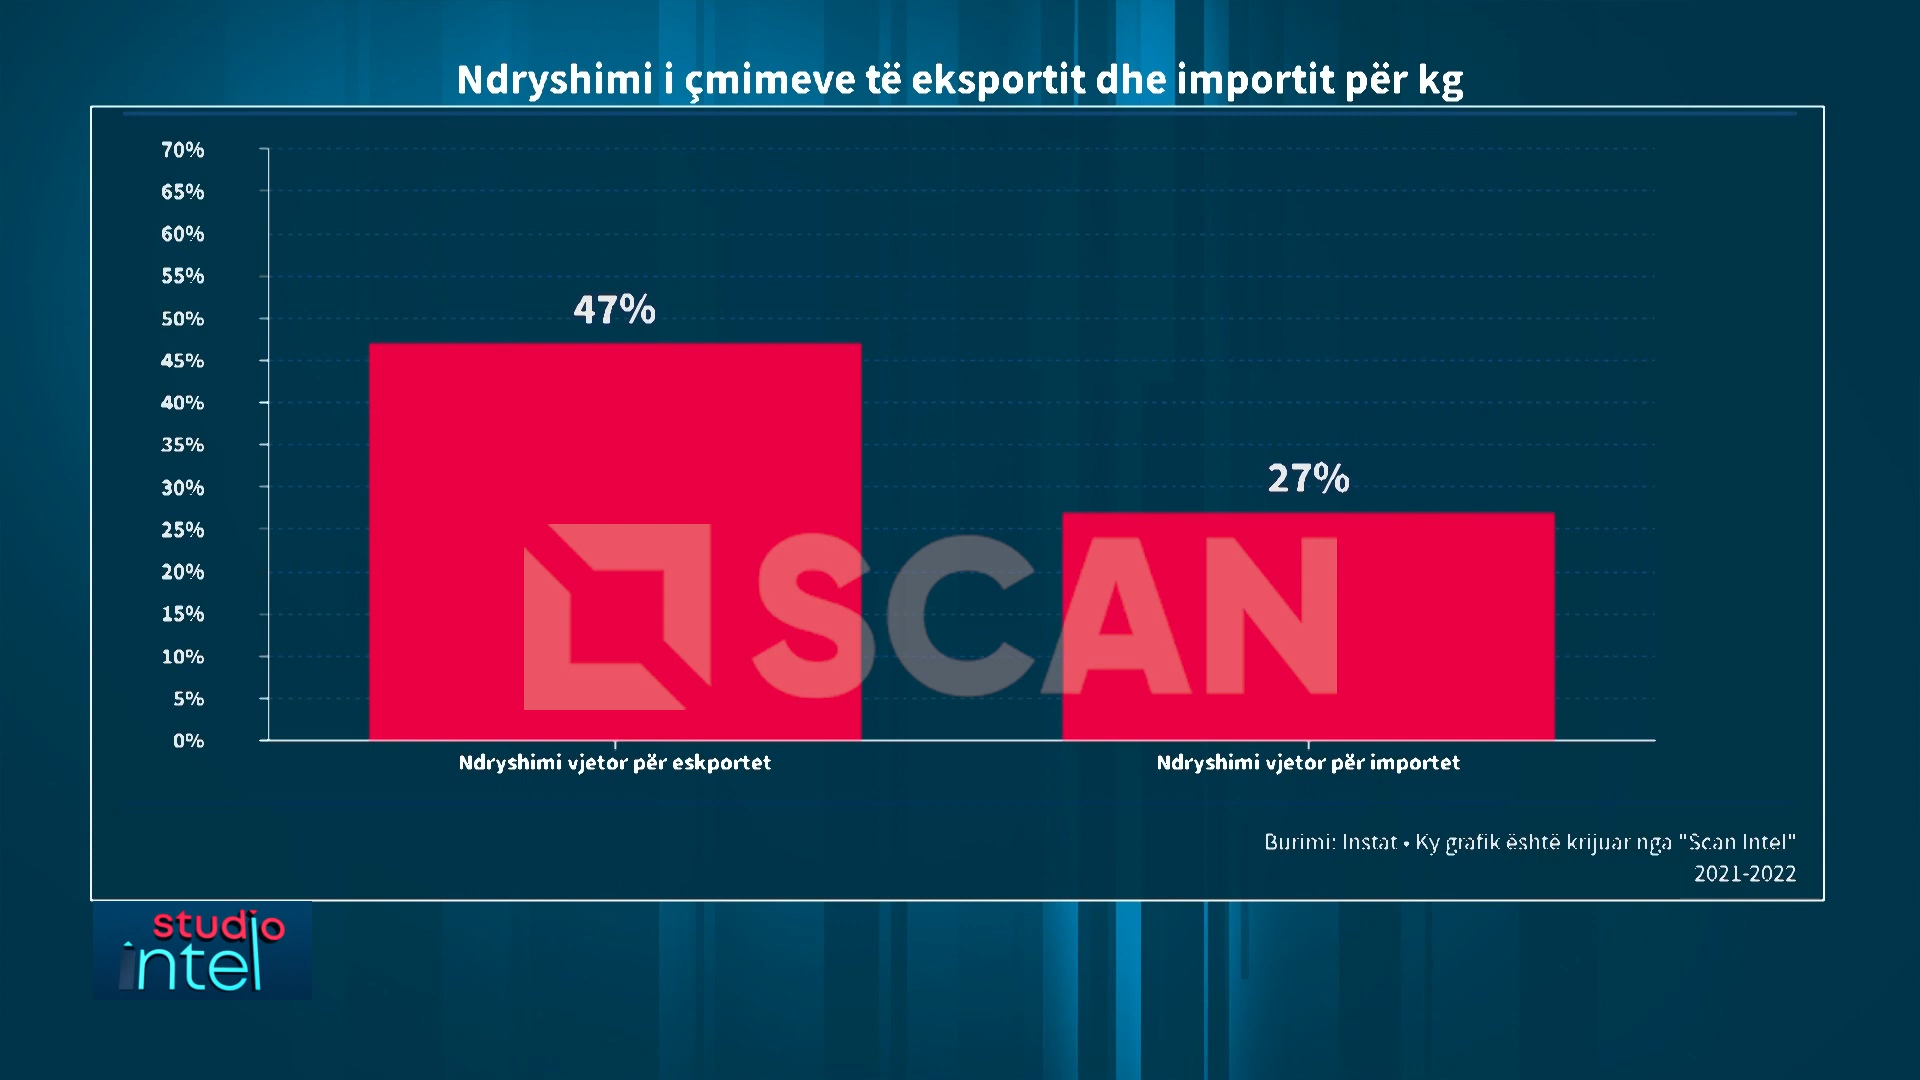 Ndryshimi i çmimeve të eksportit dhe importit për kg
70%
65%
60%
55%
50%
45%
40%
35%
30%
25%
20%
15%
10%
5%
0%
47%
27%
SCAN
Ndryshimi vjetor për eskportet
Ndryshimi vjetor për importet
Burimi: Instat • Ky grafik është krijuar nga "Scan Intel"
2021-2022
studio
intel